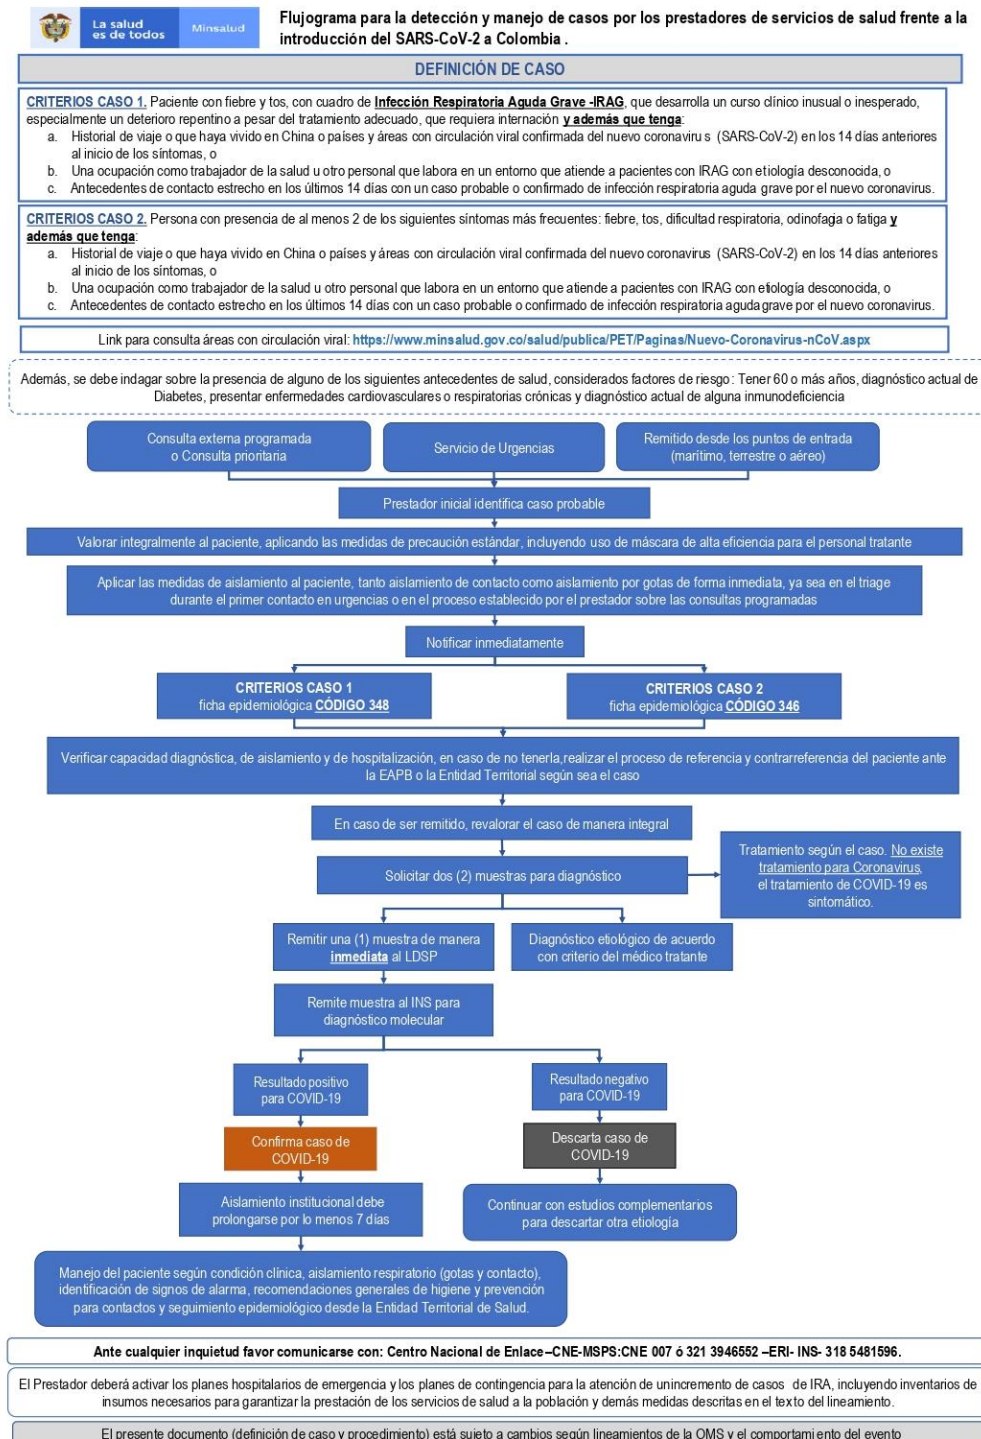 La salud
es de todos
Minsalud
Flujograma para la detección y manejo de casos por los prestadores de servicios de salud frente a la
introducción del SARS-CoV-2 a Colombia .
DEFINICIÓN DE CASO
CRITERIOS CASO 1. Paciente con fiebre y tos, con cuadro de Infección Respiratoria Aguda Grave -IRAG, que desarrolla un curso clínico inusual o inesperado,
especialmente un deterioro repentino a pesar del tratamiento adecuado, que requiera internación y además que tenga:
a. Historial de viaje o que haya vivido en China o países y áreas con circulación viral confirmada del nuevo coronaviru s (SARS-CoV-2) en los 14 días anteriores
al inicio de los síntomas, o
b. Una ocupación como trabajador de la salud u otro personal que labora en un entorno que atiende a pacientes con IRAG con etiología desconocida, o
c. Antecedentes de contacto estrecho en los últimos 14 días con un caso probable o confirmado de infección respiratoria aguda grave por el nuevo coronavirus.
CRITERIOS CASO 2. Persona con presencia de al menos 2 de los siguientes síntomas más frecuentes: fiebre, tos, dificultad respiratoria, odinofagia o fatiga y
además que tenga:
a. Historial de viaje o que haya vivido en China o países y áreas con circulación viral confirmada del nuevo coronavirus (SARS-CoV-2) en los 14 días anteriores
al inicio de los síntomas, o
b. Una ocupación como trabajador de la salud u otro personal que labora en un entorno que atiende a pacientes con IRAG con etiología desconocida, o
c. Antecedentes de contacto estrecho en los últimos 14 días con un caso probable o confirmado de infección respiratoria aguda grave por el nuevo coronavirus.
Link para consulta áreas con circulación viral: https://www.minsalud.gov.co/salud/publica/PET/Paginas/Nuevo-Coronavirus-nCoV.aspx
Además, se debe indagar sobre la presencia de alguno de los siguientes antecedentes de salud, considerados factores de riesgo: Tener 60 o más años, diagnóstico actual de
Diabetes, presentar enfermedades cardiovasculares o respiratorias crónicas y diagnóstico actual de alguna inmunodeficiencia
Consulta externa programada
o Consulta prioritaria
Servicio de Urgencias
Remitido desde los puntos de entrada
(marítimo, terrestre o aéreo)
Prestador inicial identifica caso probable
Valorar integralmente al paciente, aplicando las medidas de precaución estándar, incluyendo uso de máscara de alta eficiencia para el personal tratante
Aplicar las medidas de aislamiento al paciente, tanto aislamiento de contacto como aislamiento por gotas de forma inmediata, ya sea en el triage
durante el primer contacto en urgencias o en el proceso establecido por el prestador sobre las consultas programadas
Notificar inmediatamente
CRITERIOS CASO 1
ficha epidemiológica CÓDIGO 348
CRITERIOS CASO 2
ficha epidemiológica CÓDIGO 346
Verificar capacidad diagnóstica, de aislamiento y de hospitalización, en caso de no tenerla,realizar el proceso de referencia y contrarreferencia del paciente ante
la EAPB o la Entidad Territorial según sea el caso
En caso de ser remitido, revalorar el caso de manera integral
Solicitar dos (2) muestras para diagnóstico
Tratamiento según el caso. No existe
tratamiento para Coronavirus,
el tratamiento de COVID-19 es
sintomático.
Remitir una (1) muestra de manera
inmediata al LDSP
Diagnóstico etiológico de acuerdo
con criterio del médico tratante
Remite muestra al INS para
diagnóstico molecular
Resultado positivo
para COVID-19
Resultado negativo
para COVID-19
Confirma caso de
COVID-19
Descarta caso de
COVID-19
Aislamiento institucional debe
prolongarse por lo menos 7 días
Continuar con estudios complementarios
para descartar otra etiología
Manejo del paciente según condición clínica, aislamiento respiratorio (gotas y contacto),
identificación de signos de alarma, recomendaciones generales de higiene y prevención
para contactos y seguimiento epidemiológico desde la Entidad Territorial de Salud.
Ante cualquier inquietud favor comunicarse con: Centro Nacional de Enlace–CNE-MSPS:CNE 007 ó 321 3946552 –ERI- INS- 318 5481596.
El Prestador deberá activar los planes hospitalarios de emergencia y los planes de contingencia para la atención de unincremento de casos de IRA, incluyendo inventarios de
insumos necesarios para garantizar la prestación de los servicios de salud a la población y demás medidas descritas en el texto del lineamiento.
El presente documento (definición de caso y procedimiento) está sujeto a cambios según lineamientos de la OMS y el comportamiento del evento